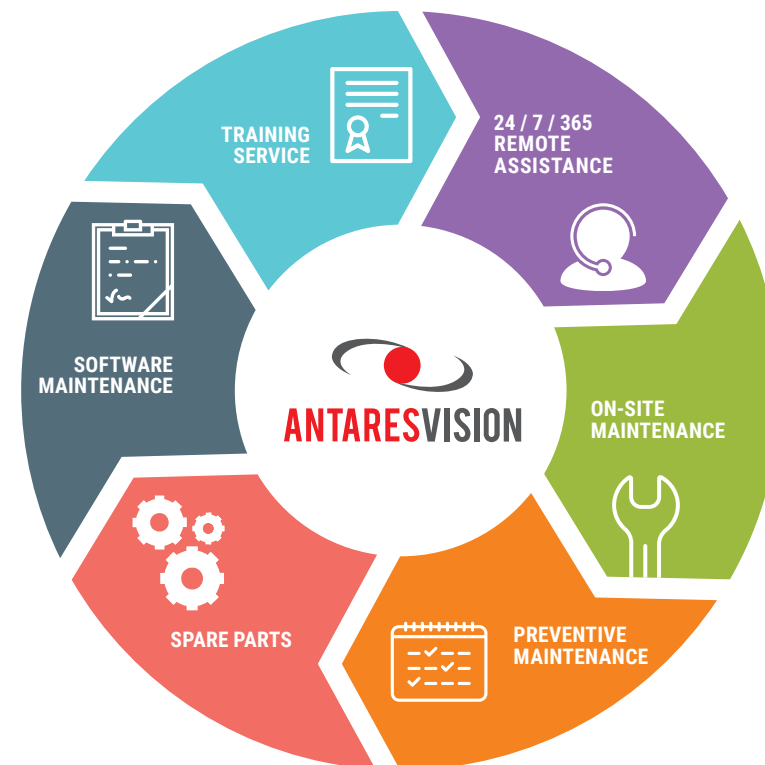 TRAINING
SERVICE
24 / 7 / 365
REMOTE
ASSISTANCE
SOFTWARE
MAINTENANCE
ANTARESVISION
ON-SITE
MAINTENANCE
SPARE PARTS
PREVENTIVE
MAINTENANCE